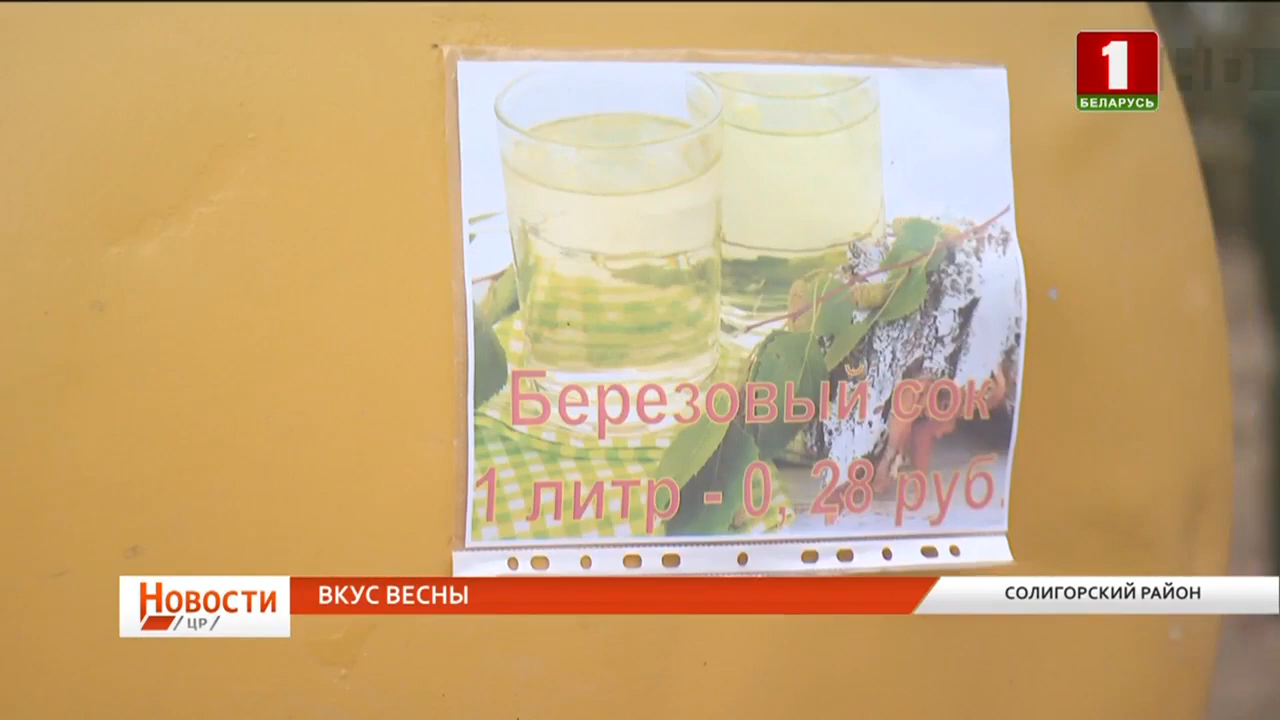 1
БЕЛАРУСЬ
Березовый сок
1 литр - 0, 28 руб.
НОВОСТИ
/ ЦР /
ВКУС ВЕСНЫ
СОЛИГОРСКИЙ РАЙОН